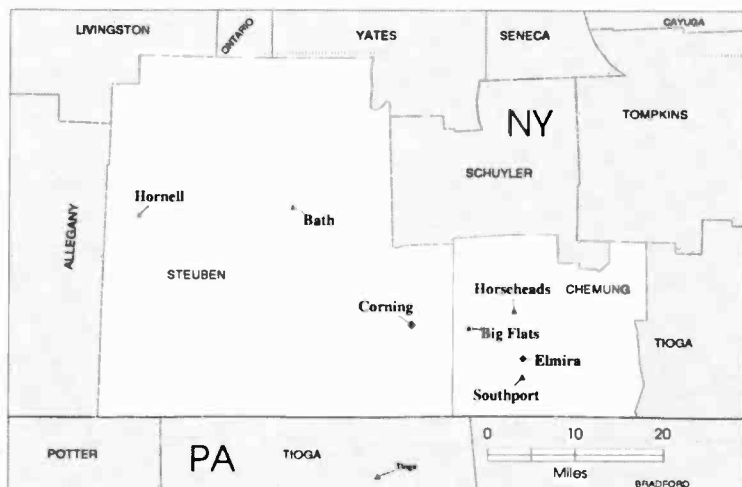 LIVINGSTON
ONTARIO
YATES
SENECA
CAYUGA
NY
TOMPKINS
SCHUYLER
ALLEGANY
Hornell
Bath
STEUBEN
Corning
Horseheads
CHEMUNG
Big Flats
TIOGA
Elmira
Southport
POTTER
PA
TIOGA
Tioga
0 10 20
Miles
BRADFORD